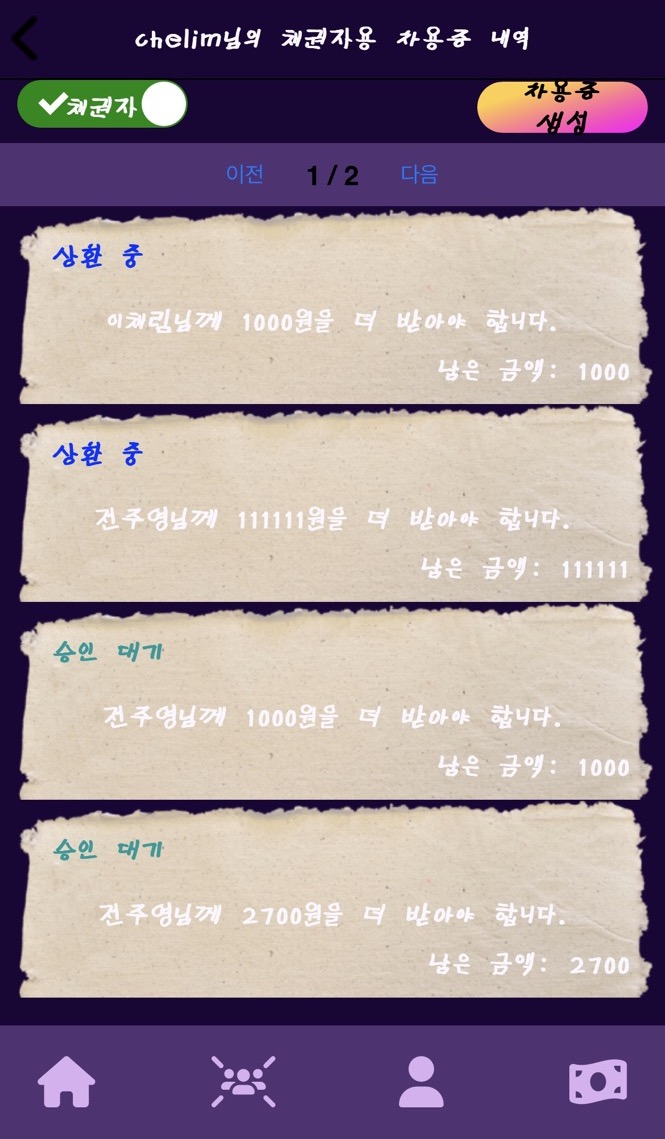 chelim님의 채권자용 차용증 내역
채권자
차용증
생성
이전 1 / 2 다음
상환 중
이채림님께 1000원을 더 받아야 합니다.
남은 금액: 1000
상환 중
전주영님께 111111원을 더 받아야 합니다.
남은 금액: 111111
승인 대기
전주영님께 1000원을 더 받아야 합니다.
남은 금액: 1000
승인 대기
전주영님께 2700원을 더 받아야 합니다.
남은 금액: 2700